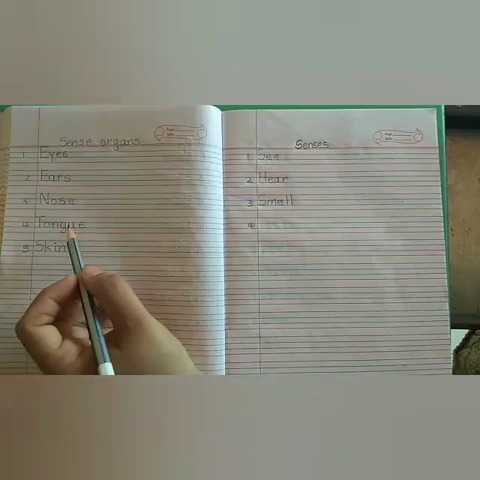 Sense organs
1. Eyes
2. Ears
3. Nose
4. Tongue
5. Skin
Senses
1. See
2. Hear
3. Smell
4.